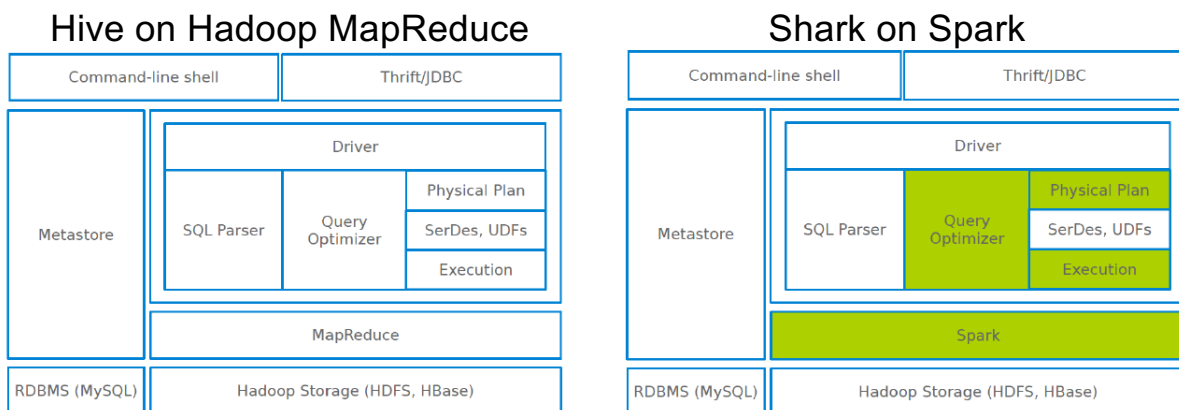 Hive on Hadoop MapReduce
Command-line shell
Thrift/JDBC
Metastore
Driver
SQL Parser
Query
Optimizer
Physical Plan
SerDes, UDFs
Execution
MapReduce
RDBMS (MySQL)
Hadoop Storage (HDFS, HBase)
Shark on Spark
Command-line shell
Thrift/JDBC
Metastore
Driver
SQL Parser
Query
Optimizer
Physical Plan
SerDes, UDFs
Execution
Spark
RDBMS (MySQL)
Hadoop Storage (HDFS, HBase)